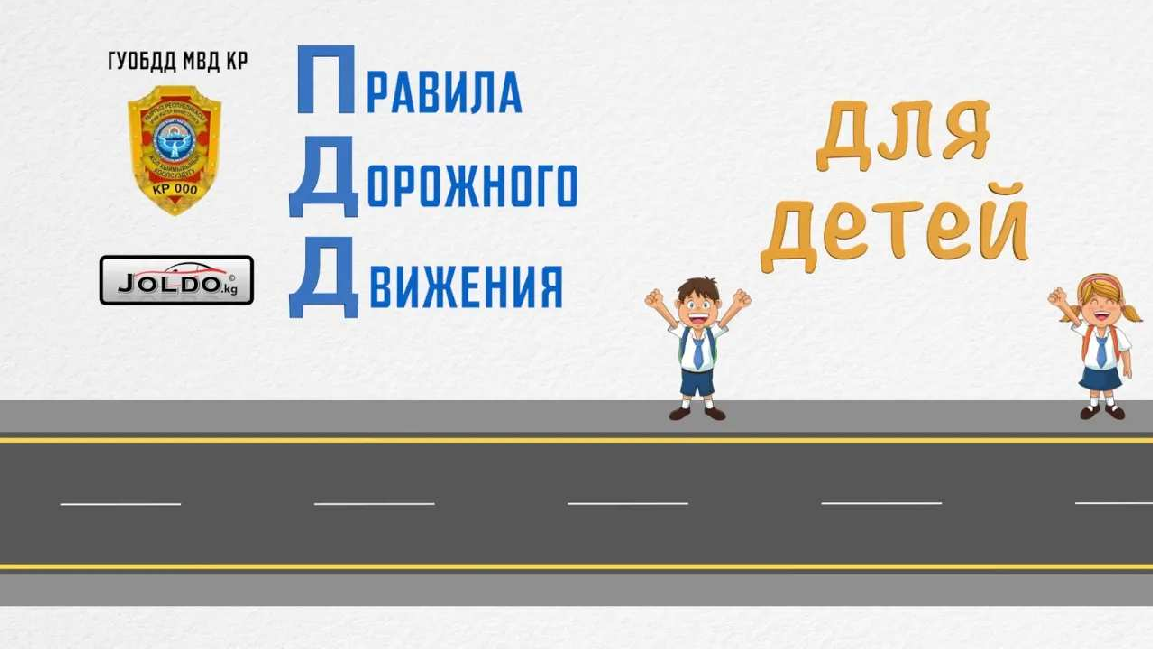 ГУОБДД МВД КР
КР 000
JOLDO.kg
©
ПРАВИЛА
ДОРОЖНОГО
ДВИЖЕНИЯ
для
детей